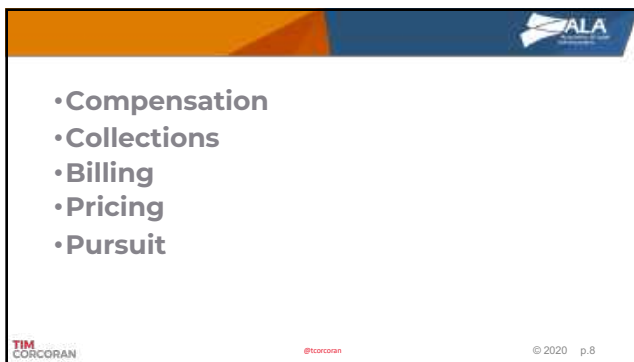 ALA
•Compensation
•Collections
•Billing
•Pricing
•Pursuit
TIM
CORCORAN
@tcorcoran
© 2020 p.8